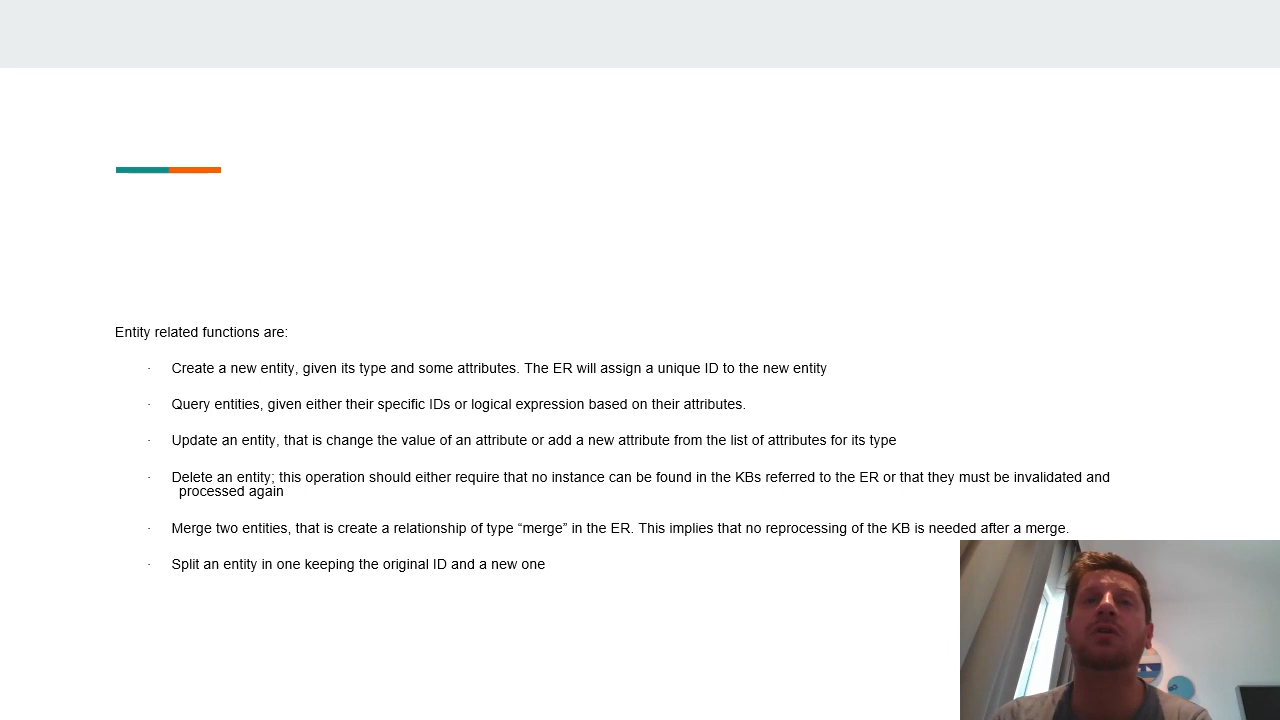 Entity related functions are:
· Create a new entity, given its type and some attributes. The ER will assign a unique ID to the new entity
· Query entities, given either their specific IDs or logical expression based on their attributes.
· Update an entity, that is change the value of an attribute or add a new attribute from the list of attributes for its type
· Delete an entity; this operation should either require that no instance can be found in the KBs referred to the ER or that they must be invalidated and
processed again
· Merge two entities, that is create a relationship of type “merge” in the ER. This implies that no reprocessing of the KB is needed after a merge.
· Split an entity in one keeping the original ID and a new one